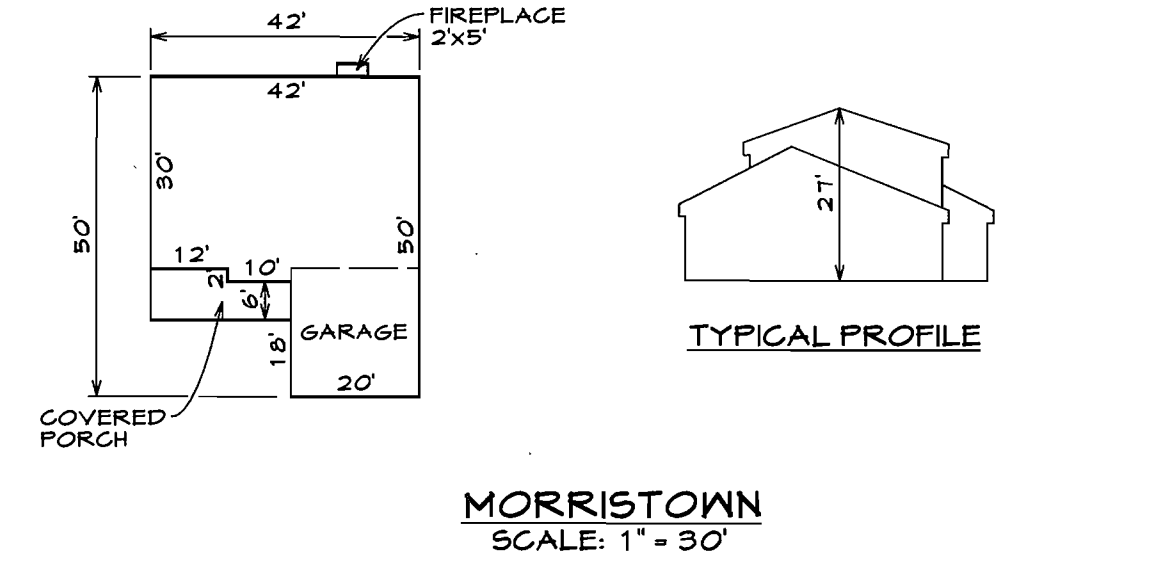 42'
FIREPLACE
2'X5'
42'
30'
50'
50'
12'
2'
10'
6'
GARAGE
18'
20'
COVERED
PORCH
27'
TYPICAL PROFILE
MORRISTOWN
SCALE: 1" = 30'